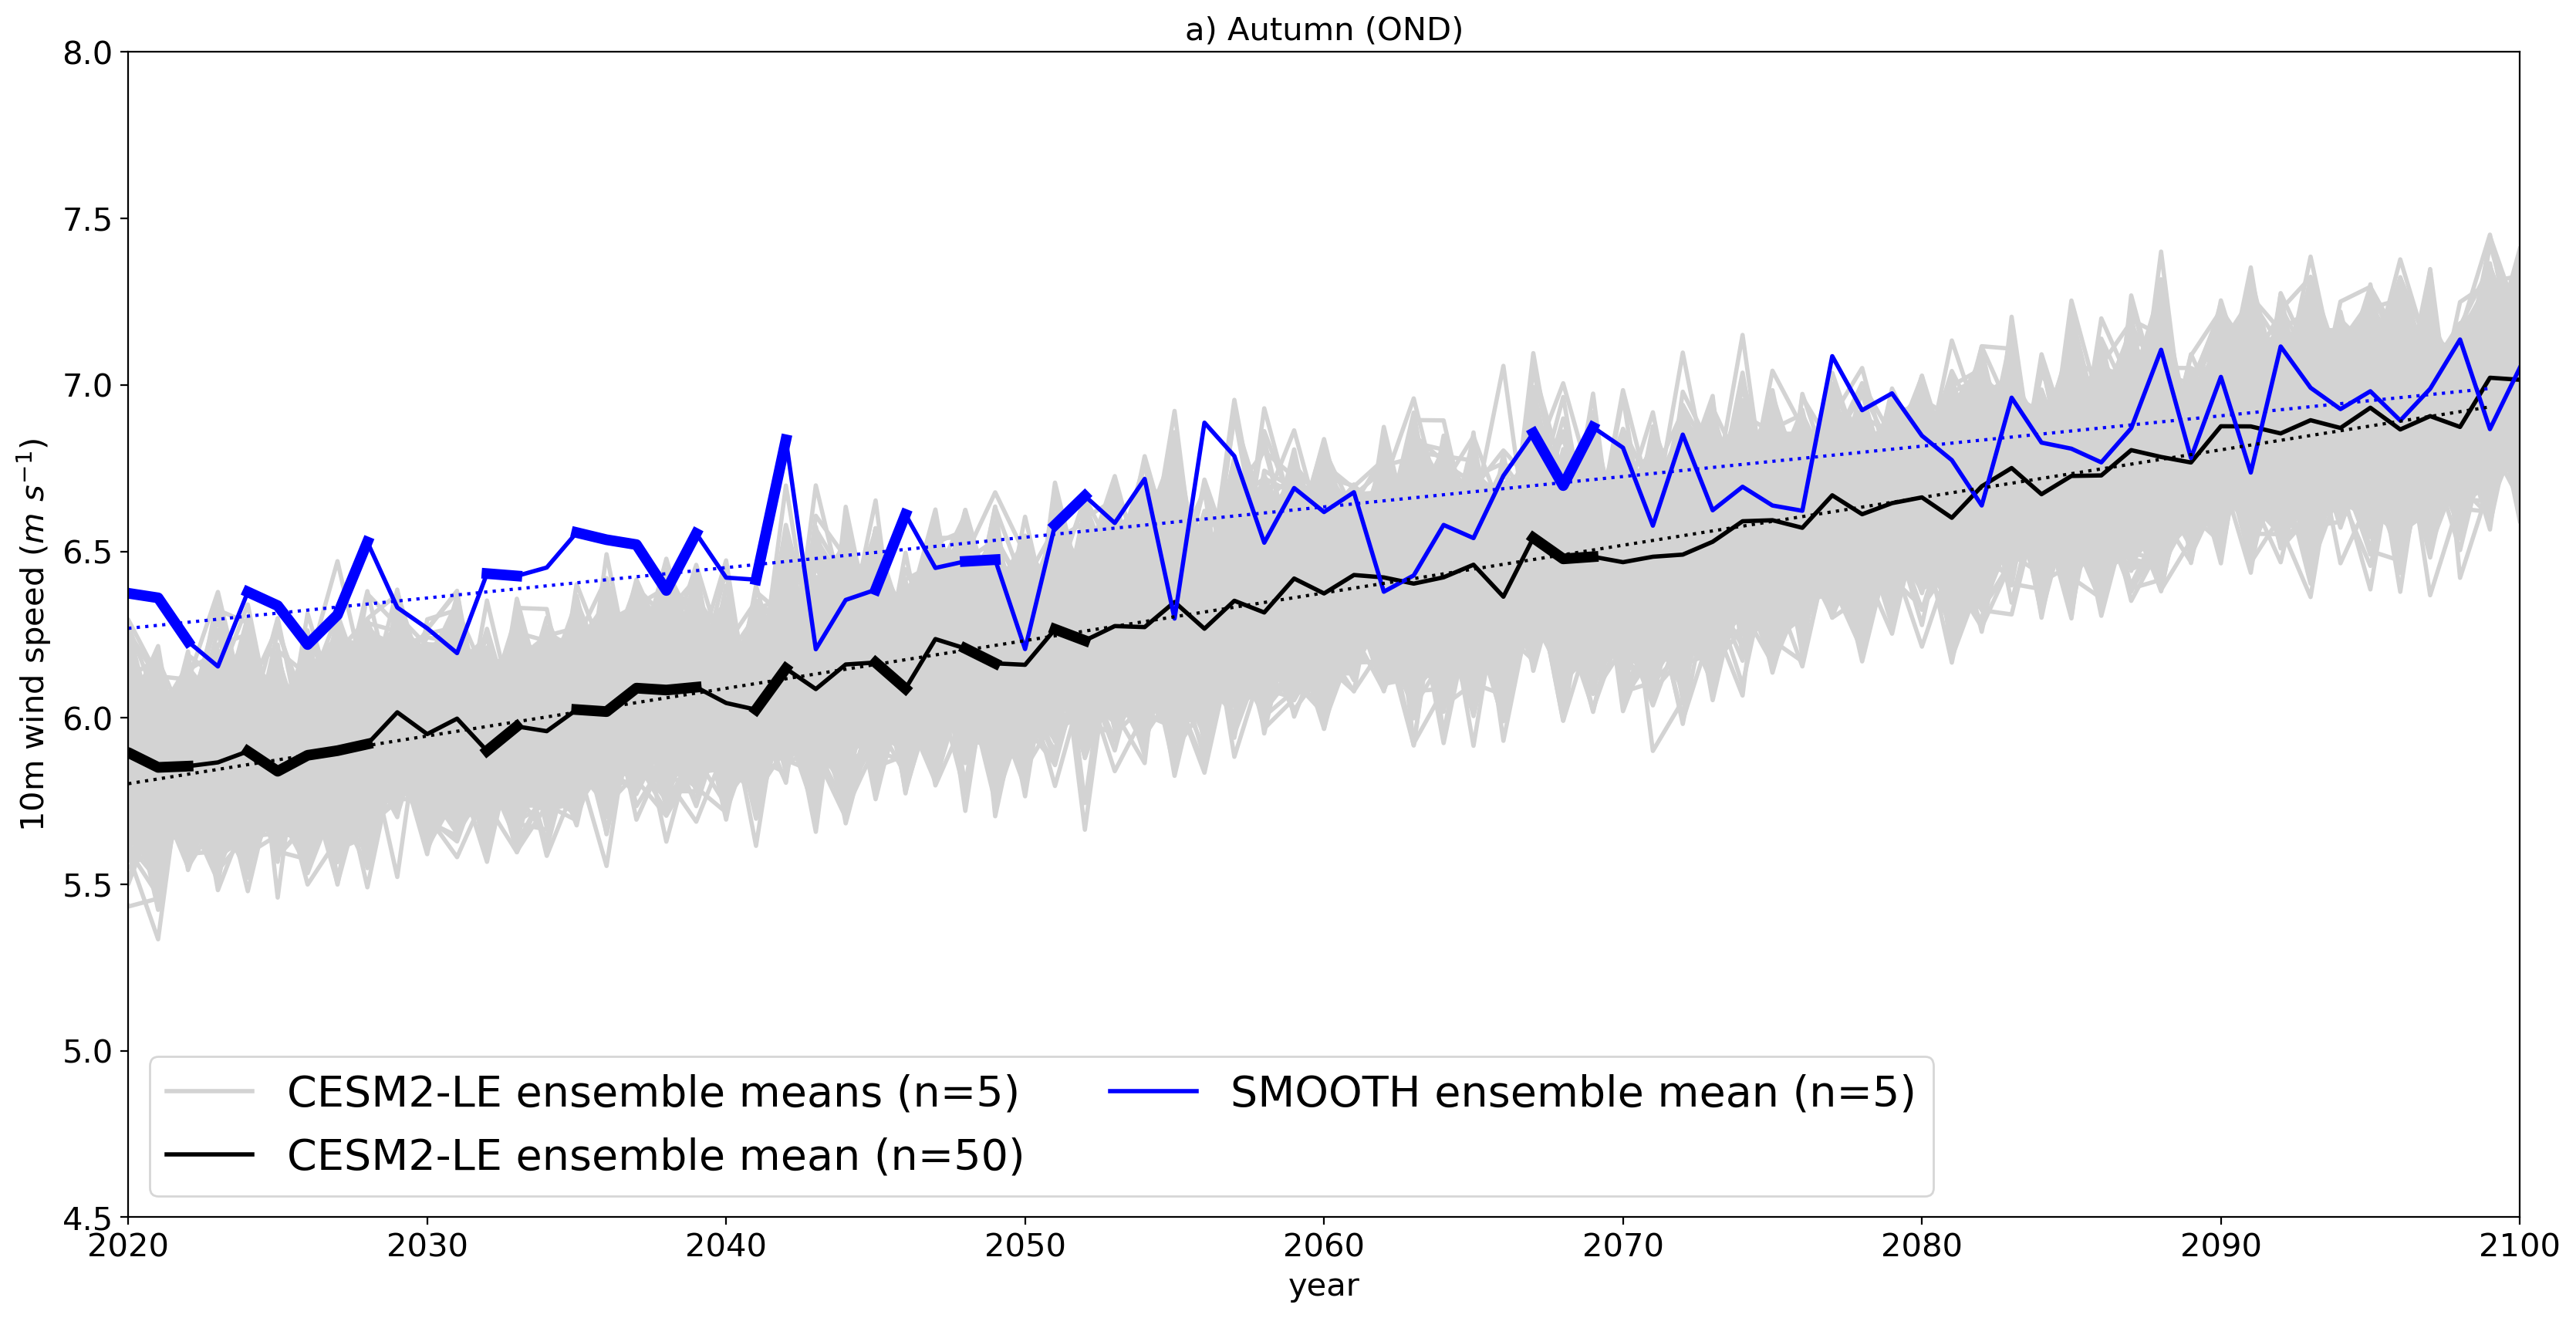 a) Autumn (OND)
8.0
7.5
7.0
6.5
6.0
5.5
5.0
4.5
10m wind speed (m s⁻¹)
CESM2-LE ensemble means (n=5)
CESM2-LE ensemble mean (n=50)
SMOOTH ensemble mean (n=5)
2020 2030 2040 2050 2060 2070 2080 2090 2100
year